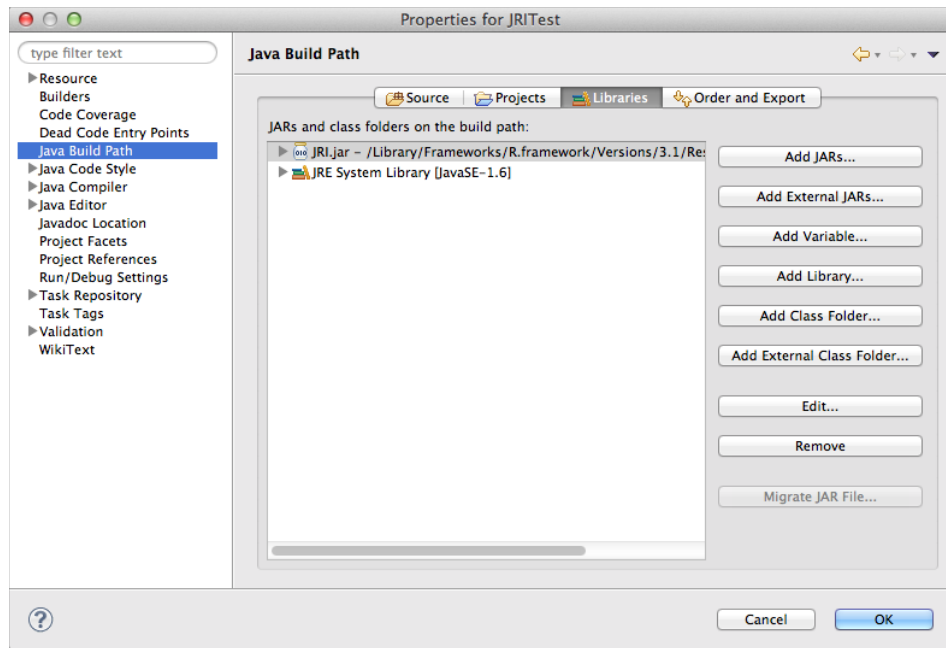 Properties for JRITest
type filter text
Resource
Builders
Code Coverage
Dead Code Entry Points
Java Build Path
Java Code Style
Java Compiler
Java Editor
Javadoc Location
Project Facets
Project References
Run/Debug Settings
Task Repository
Task Tags
Validation
WikiText
Java Build Path
Source Projects Libraries Order and Export
JARs and class folders on the build path:
JRI.jar – /Library/Frameworks/R.framework/Versions/3.1/Res
JRE System Library [JavaSE-1.6]
Add JARs...
Add External JARs...
Add Variable...
Add Library...
Add Class Folder...
Add External Class Folder...
Edit...
Remove
Migrate JAR File...
?
Cancel OK